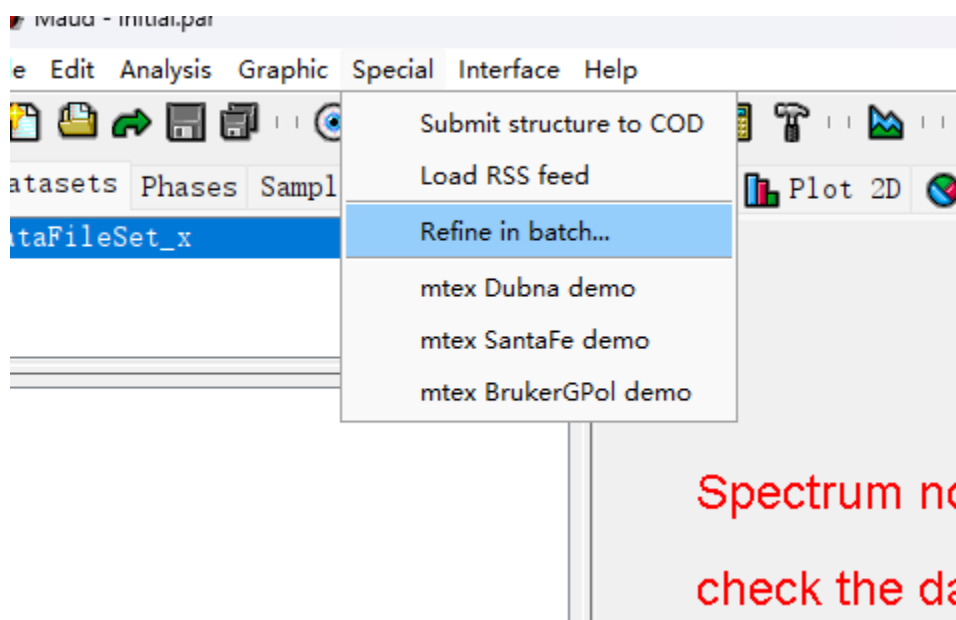 Maud - initial.par
e Edit Analysis Graphic Special Interface Help
Submit structure to COD
atasets Phases Sampl Load RSS feed Plot 2D
taFileSet_x Refine in batch...
mtex Dubna demo
mtex SantaFe demo
mtex BrukerGPol demo
Spectrum no
check the da